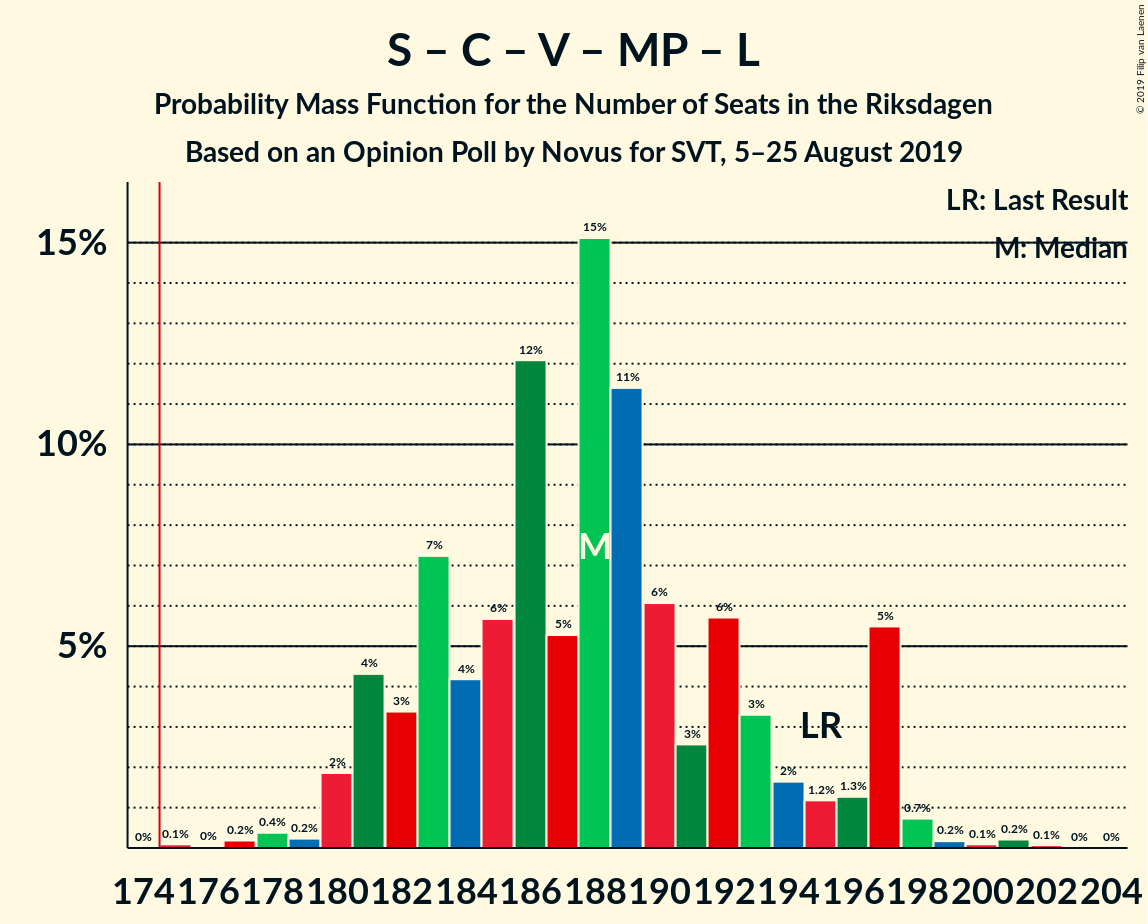 S – C – V – MP – L
Probability Mass Function for the Number of Seats in the Riksdagen
Based on an Opinion Poll by Novus for SVT, 5–25 August 2019
© 2019 Filip van Laenen
LR: Last Result
M: Median
15%
10%
5%
0% 0.1% 0% 0.2% 0.4% 0.2% 2% 4% 3% 7% 4% 6% 12% 5% 15% 11% 6% 3% 6% 3% 2% 1.2% 1.3% 5% 0.7% 0.2% 0.1% 0.2% 0.1% 0% 0%
M
LR
174 176 178 180 182 184 186 188 190 192 194 196 198 200 202 204